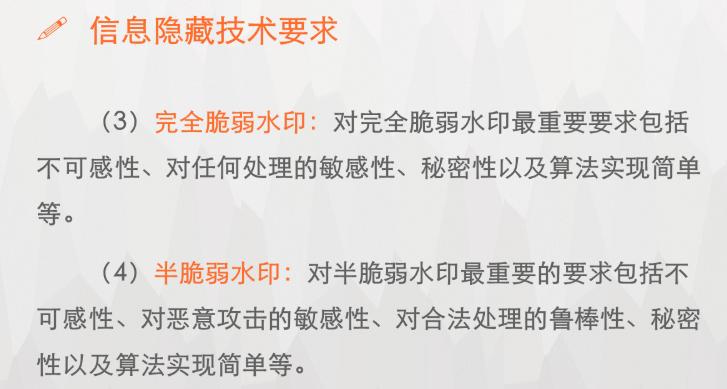 信息隐藏技术要求
（3）完全脆弱水印：对完全脆弱水印最重要要求包括
不可感性、对任何处理的敏感性、秘密性以及算法实现简单
等。
（4）半脆弱水印：对半脆弱水印最重要的要求包括不
可感性、对恶意攻击的敏感性、对合法处理的鲁棒性、秘密
性以及算法实现简单等。